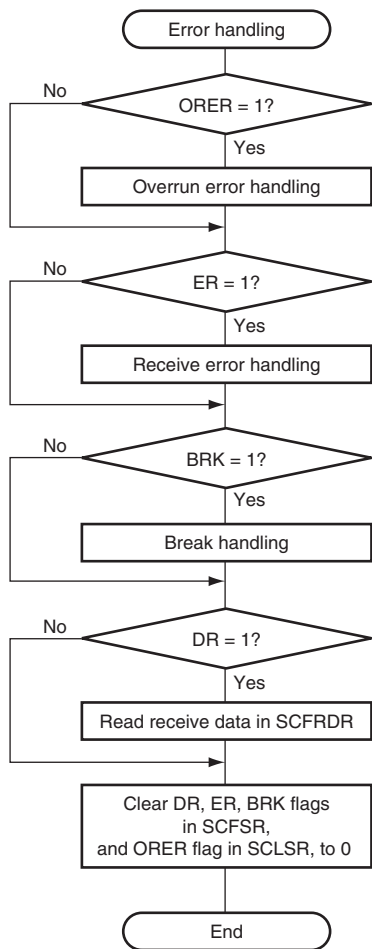 Error handling
No
ORER = 1?
Yes
Overrun error handling
No
ER = 1?
Yes
Receive error handling
No
BRK = 1?
Yes
Break handling
No
DR = 1?
Yes
Read receive data in SCFRDR
Clear DR, ER, BRK flags
in SCFSR,
and ORER flag in SCLSR, to 0
End